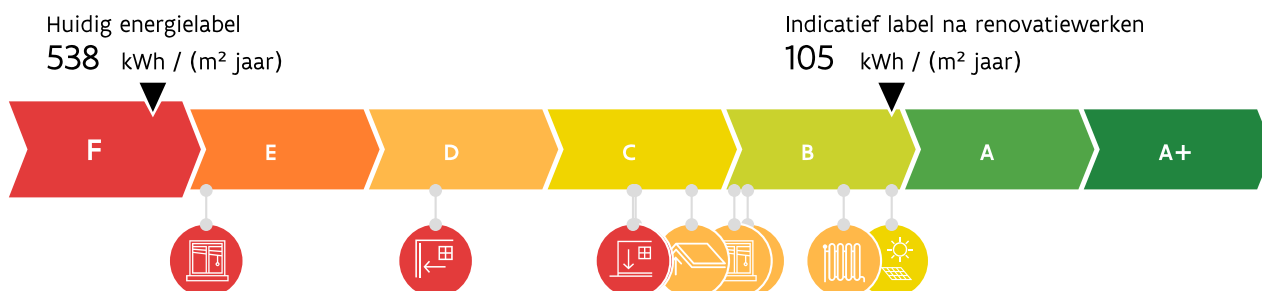 Huidig energielabel
538 kWh / (m² jaar)
Indicatief label na renovatiewerken
105 kWh / (m² jaar)
F E D C B A A+